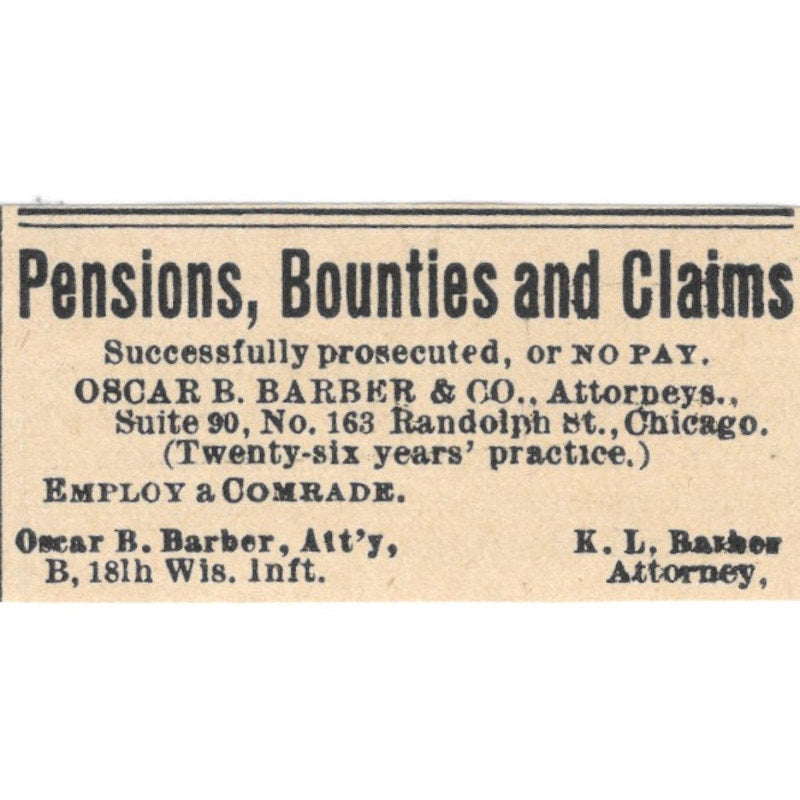 Pensions, Bounties and Claims
Successfully prosecuted, or NO PAY.
OSCAR B. BARBER & CO., Attorneys.,
Suite 90, No. 163 Randolph St., Chicago.
(Twenty-six years' practice.)
EMPLOY a COMRADE.
Oscar B. Barber, Att'y, K. L. Barber
B, 18th Wis. Inft. Attorney,